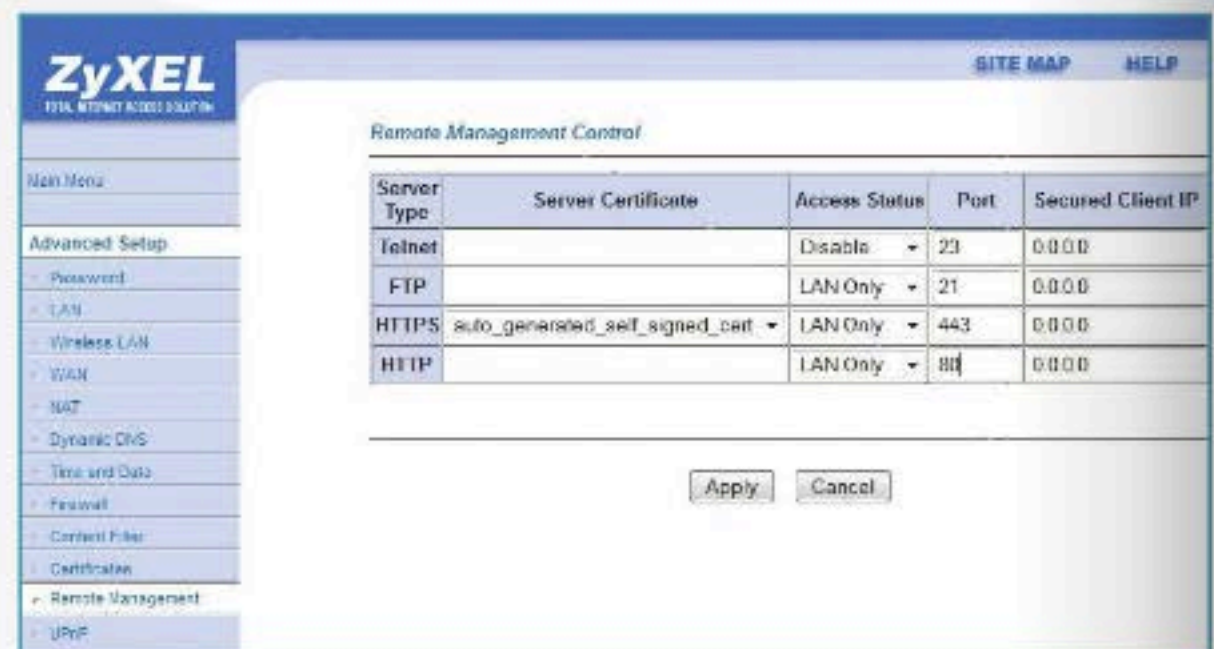 ZyXEL
TOTAL INTERNET ACCESS SOLUTION
SITE MAP HELP
Remote Management Control
Main Menu
Advanced Setup
Password
LAN
Wireless LAN
WAN
NAT
Dynamic DNS
Time and Date
Firewall
Content Filter
Certificates
Remote Management
UPnP
Server Type Server Certificate Access Status Port Secured Client IP
Telnet Disable 23 0.0.0.0
FTP LAN Only 21 0.0.0.0
HTTPS auto_generated_self_signed_cert LAN Only 443 0.0.0.0
HTTP LAN Only 80 0.0.0.0
Apply Cancel